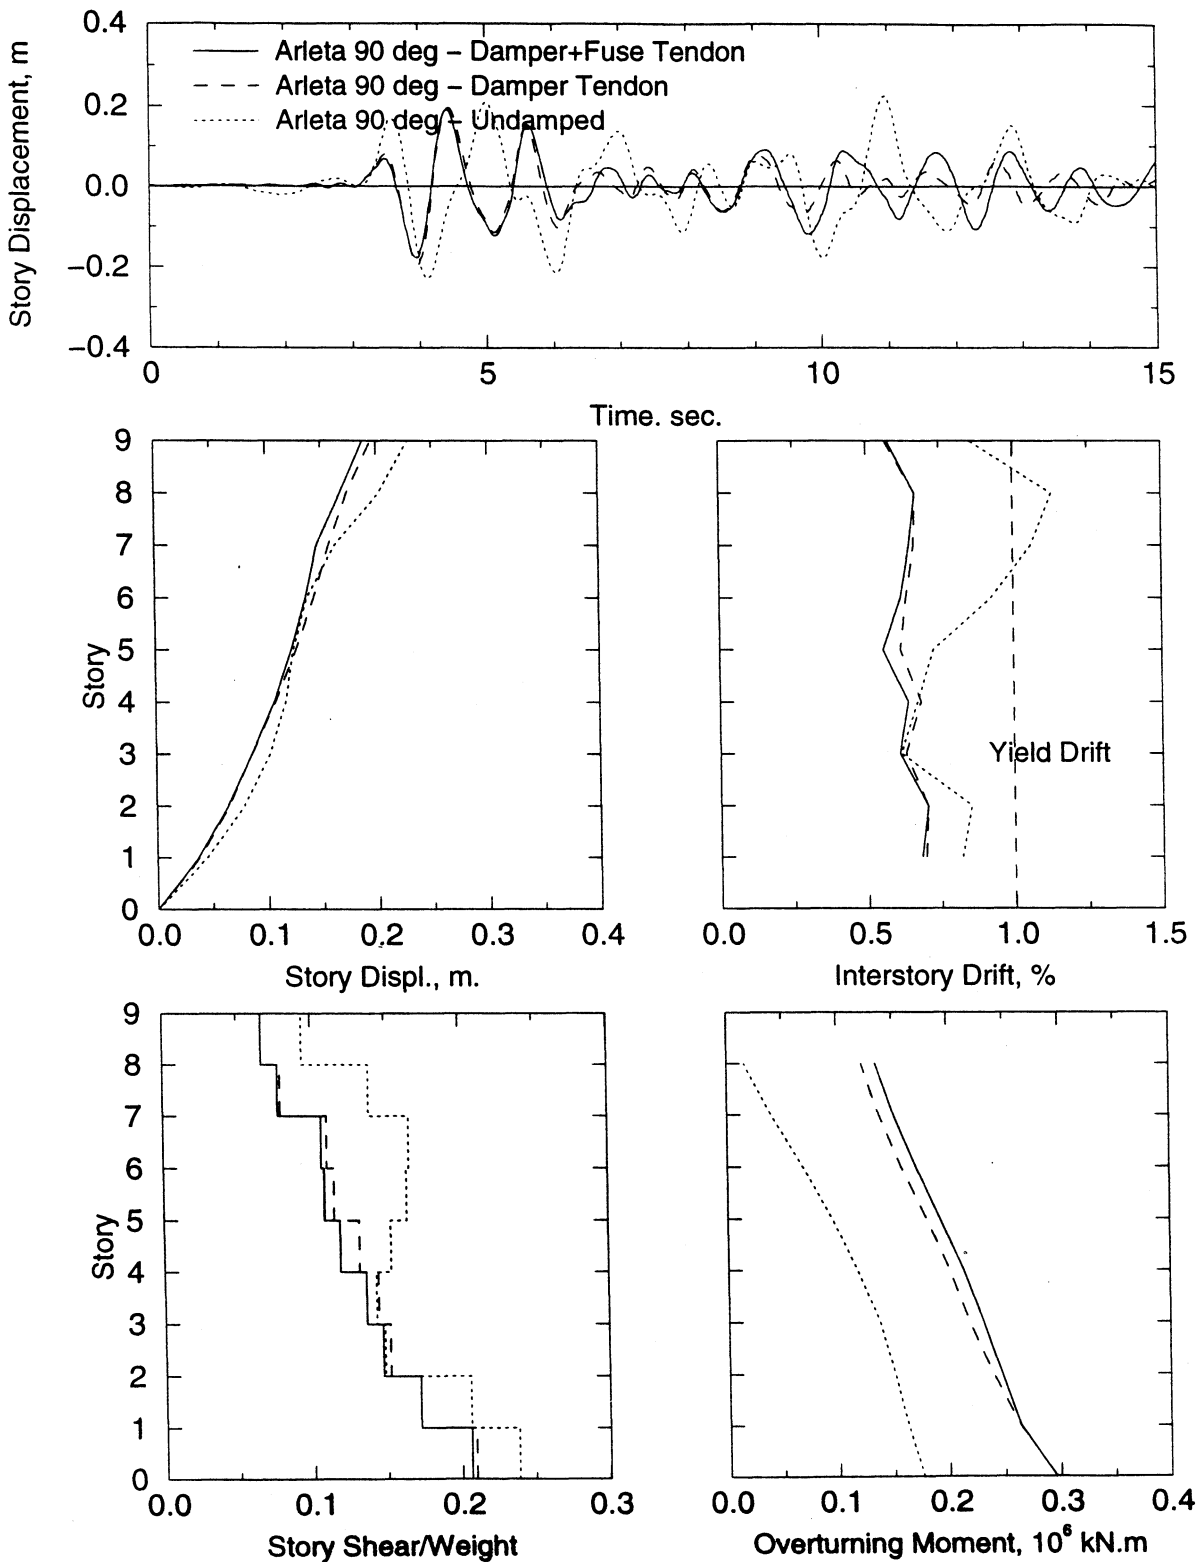 0.4
0.2
0.0
−0.2
−0.4
Story Displacement, m
Arleta 90 deg − Damper+Fuse Tendon
Arleta 90 deg − Damper Tendon
Arleta 90 deg − Undamped
0 5 10 15
Time. sec.
9
8
7
6
5
4
3
2
1
0
Story
0.0 0.1 0.2 0.3 0.4
Story Displ., m.
Yield Drift
0.0 0.5 1.0 1.5
Interstory Drift, %
9
8
7
6
5
4
3
2
1
0
Story
0.0 0.1 0.2 0.3
Story Shear/Weight
0.0 0.1 0.2 0.3 0.4
Overturning Moment, 10⁶ kN.m